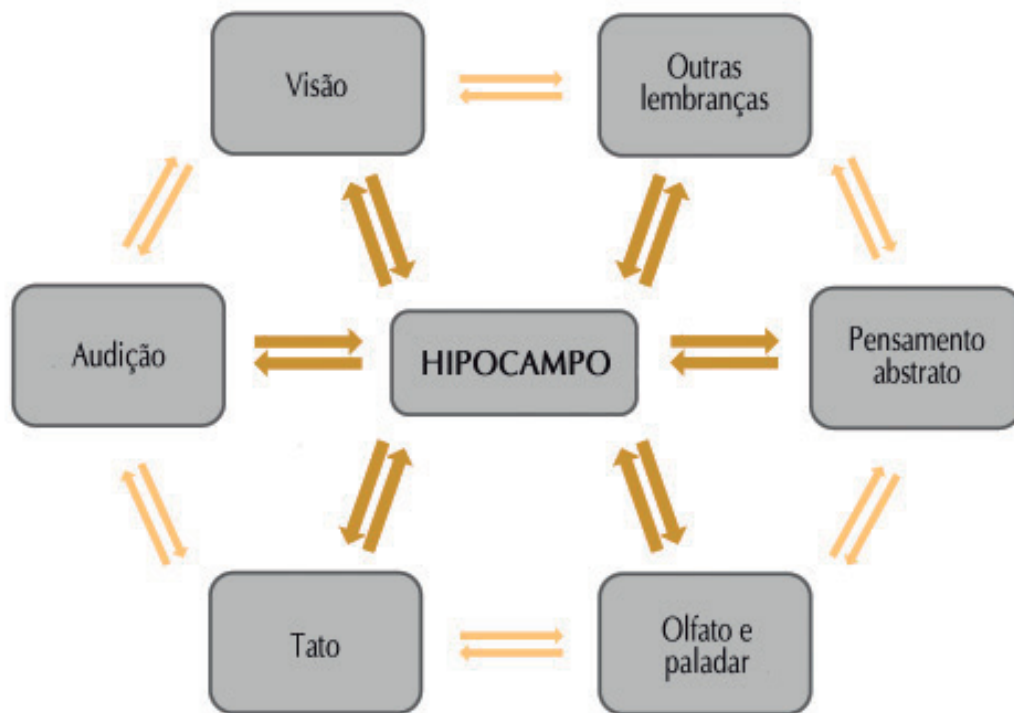 Visão
Outras
lembranças
Audição
HIPOCAMPO
Pensamento
abstrato
Tato
Olfato e
paladar